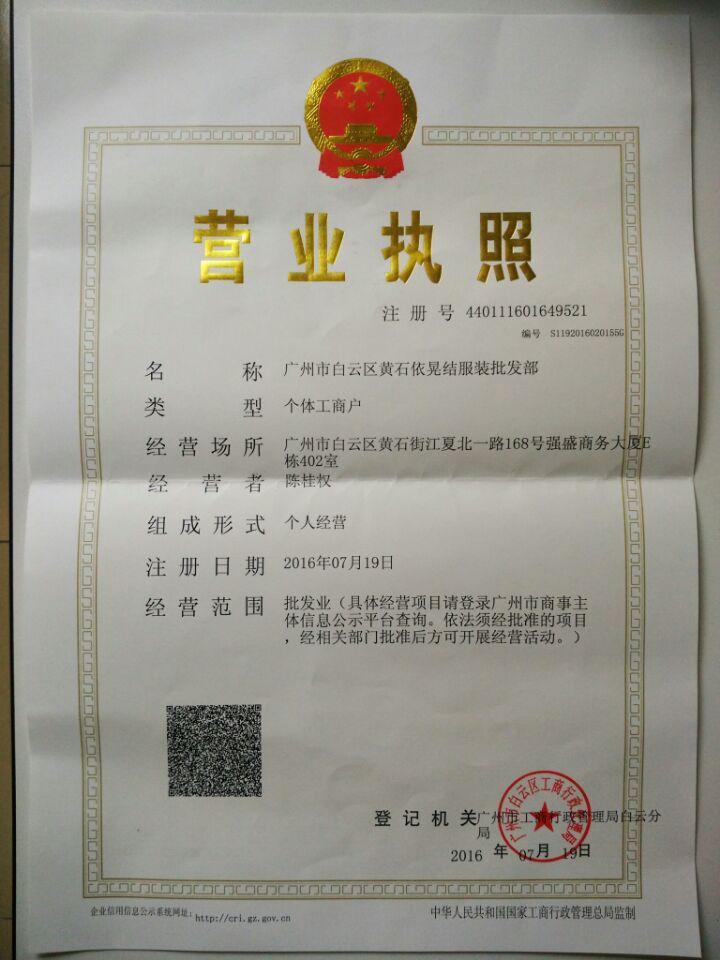 营业执照
注册号 440111601649521
编号 S1192016020155G
名称 广州市白云区黄石依晃结服装批发部
类型 个体工商户
经营场所 广州市白云区黄石街江夏北一路168号强盛商务大厦E
栋402室
经营者 陈桂权
组成形式 个人经营
注册日期 2016年07月19日
经营范围 批发业（具体经营项目请登录广州市商事主
体信息公示平台查询。依法须经批准的项目
，经相关部门批准后方可开展经营活动。）
登记机关 广州市工商行政管理局白云分
局
2016 年 07月 19日
企业信用信息公示系统网址：http://cri.gz.gov.cn
中华人民共和国国家工商行政管理总局监制